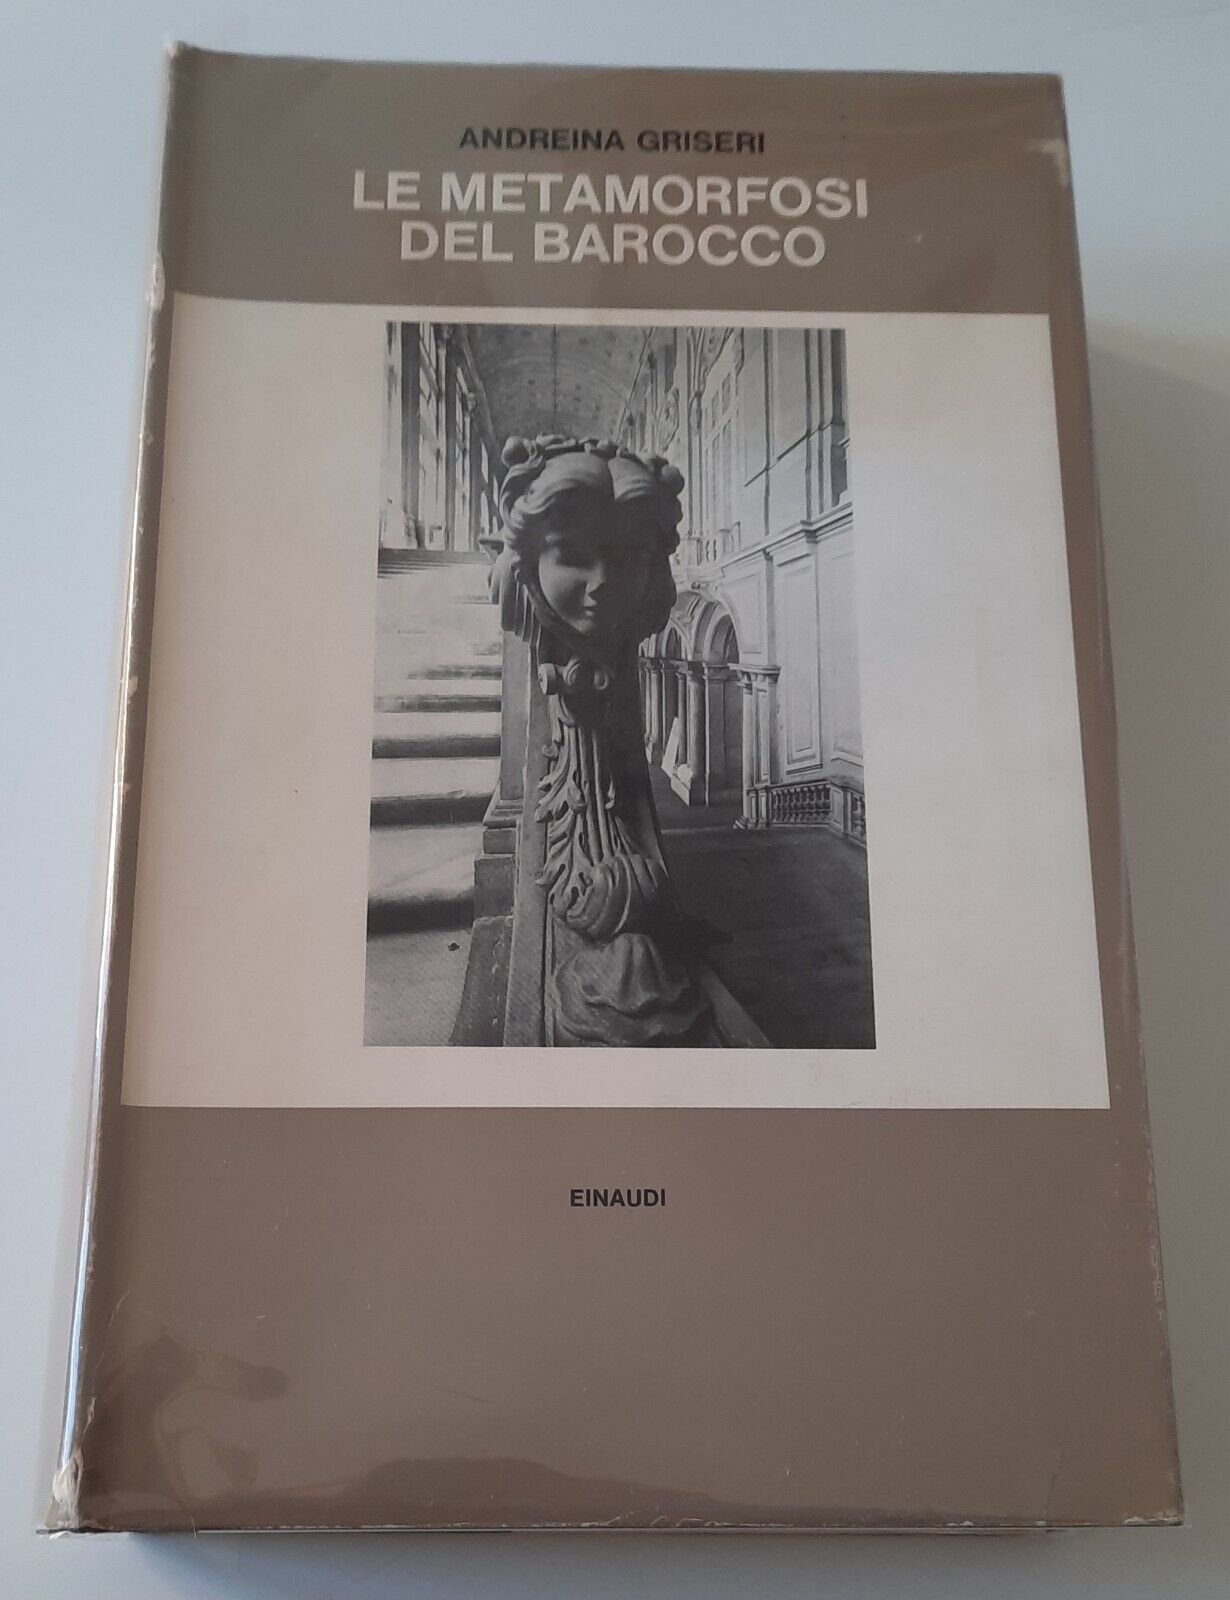 ANDREINA GRISERI
LE METAMORFOSI
DEL BAROCCO
EINAUDI